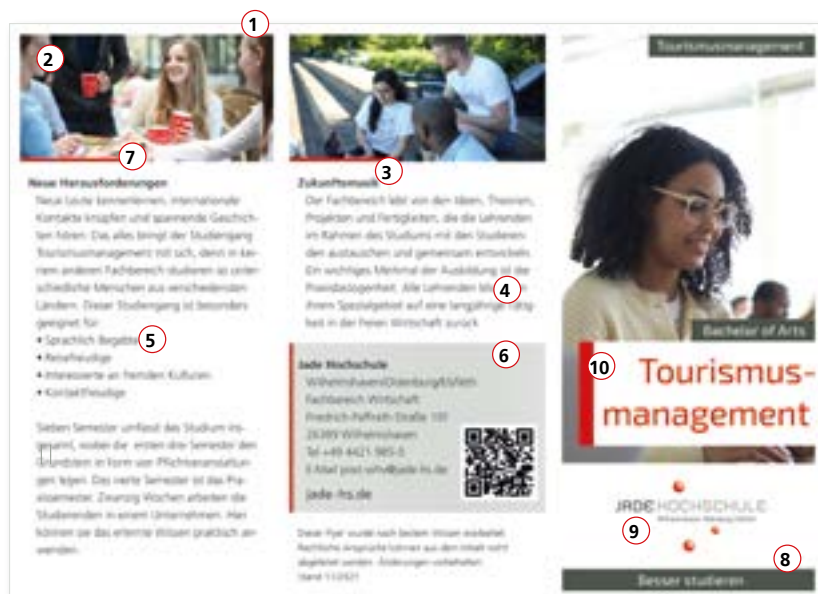 1
2
7
Neue Herausforderungen
Neue Leute kennenlernen, internationale
Kontakte knüpfen und spannende Geschich-
ten hören. Das alles bringt der Studiengang
Tourismusmanagement mit sich, denn in kei-
nem anderen Fachbereich studieren so unter-
schiedliche Menschen aus verschiedensten
Ländern. Dieser Studiengang ist besonders
geeignet für:
• Sprachlich Begabte
5
• Reisefreudige
• Interessierte an fremden Kulturen
• Kontaktfreudige
Sieben Semester umfasst das Studium ins-
gesamt, wobei die ersten drei Semester den
Grundstein in Form von Pflichtveranstaltun-
gen legen. Das vierte Semester ist das Pra-
xissemester. Zwanzig Wochen arbeiten die
Studierenden in einem Unternehmen. Hier
können sie das erlernte Wissen praktisch an-
wenden.
3
Zukunftsmusik
Der Fachbereich lebt von den Ideen, Theorien,
Projekten und Fertigkeiten, die die Lehrenden
im Rahmen des Studiums mit den Studieren-
den austauschen und gemeinsam entwickeln.
Ein wichtiges Merkmal der Ausbildung ist die
Praxisbezogenheit. Alle Lehrenden
4
ihrem Spezialgebiet auf eine langjährige Tätig-
keit in der freien Wirtschaft zurück.
6
Jade Hochschule
Wilhelmshaven/Oldenburg/Elsfleth
Fachbereich Wirtschaft
Friedrich-Paffrath-Straße 101
26389 Wilhelmshaven
Tel +49 4421 985-0
E-Mail post-whv@jade-hs.de
jade-hs.de
Dieser Flyer wurde nach bestem Wissen erarbeitet.
Rechtliche Ansprüche können aus dem Inhalt nicht
abgeleitet werden. Änderungen vorbehalten.
Stand 11/2021
Tourismusmanagement
Bachelor of Arts
10
Tourismus-
management
JADE HOCHSCHULE
Wilhelmshaven Oldenburg Elsfleth
9
8
Besser studieren